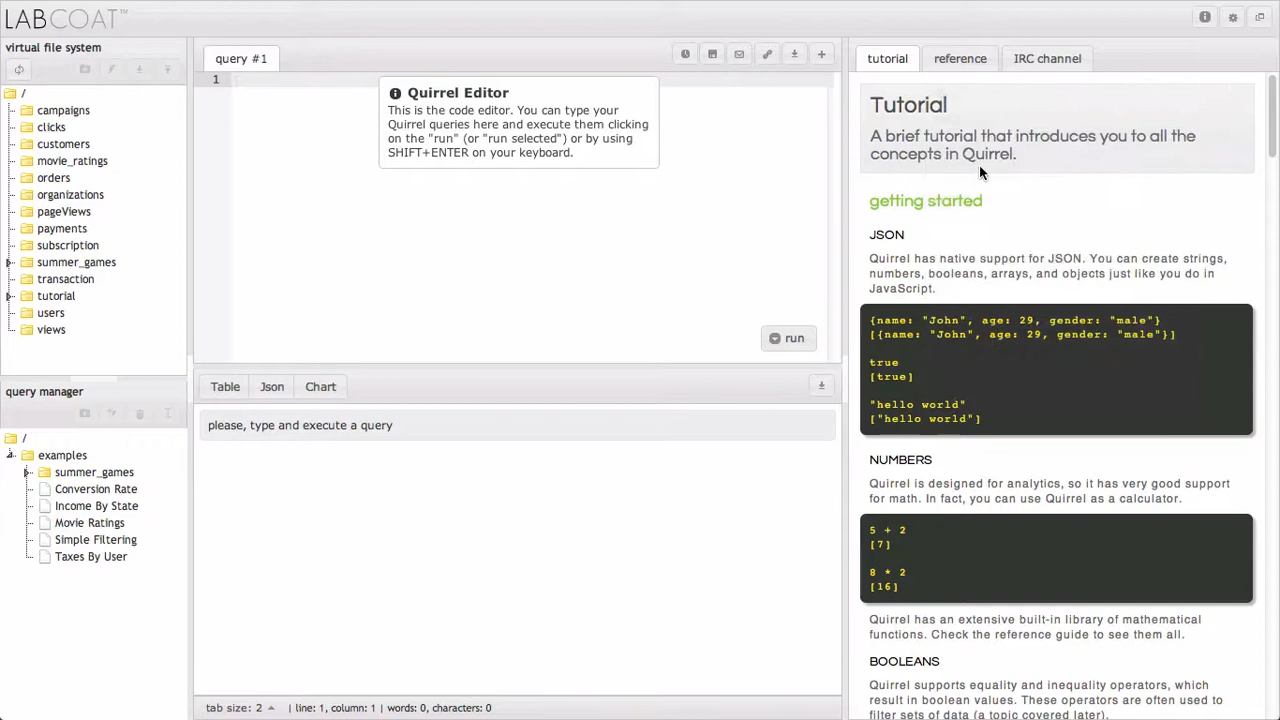 LABCOAT
virtual file system
/
campaigns
clicks
customers
movie_ratings
orders
organizations
pageViews
payments
subscription
summer_games
transaction
tutorial
users
views
query manager
/
examples
summer_games
Conversion Rate
Income By State
Movie Ratings
Simple Filtering
Taxes By User
query #1
1
Quirrel Editor
This is the code editor. You can type your
Quirrel queries here and execute them clicking
on the "run" (or "run selected") or by using
SHIFT+ENTER on your keyboard.
run
Table Json Chart
please, type and execute a query
tab size: 2 | line: 1, column: 1 | words: 0, characters: 0
tutorial reference IRC channel
Tutorial
A brief tutorial that introduces you to all the
concepts in Quirrel.
getting started
JSON
Quirrel has native support for JSON. You can create strings,
numbers, booleans, arrays, and objects just like you do in
JavaScript.
{name: "John", age: 29, gender: "male"}
[{name: "John", age: 29, gender: "male"}]
true
[true]
"hello world"
["hello world"]
NUMBERS
Quirrel is designed for analytics, so it has very good support
for math. In fact, you can use Quirrel as a calculator.
5 + 2
[7]
8 * 2
[16]
Quirrel has an extensive built-in library of mathematical
functions. Check the reference guide to see them all.
BOOLEANS
Quirrel supports equality and inequality operators, which
result in boolean values. These operators are often used to
filter sets of data (a topic covered later).